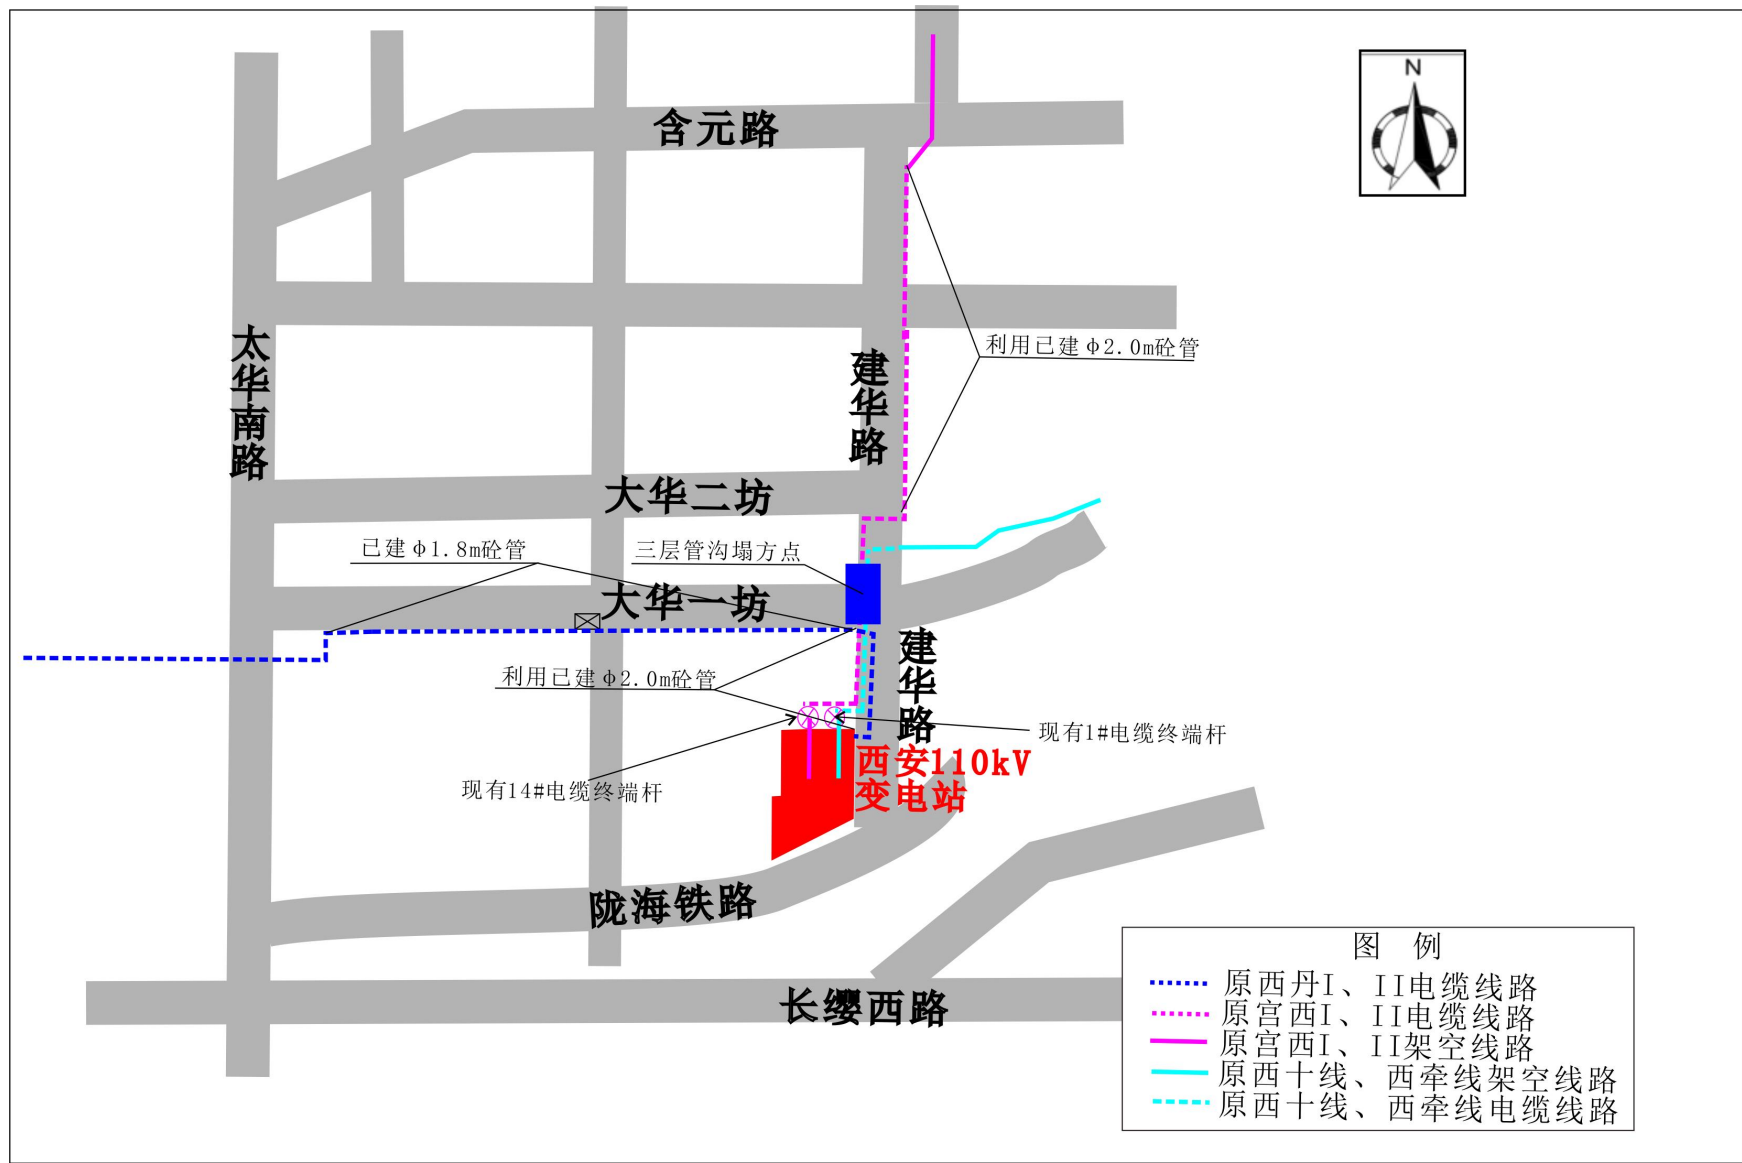 N
含元路
太华南路
建华路
利用已建φ2.0m砼管
大华二坊
已建φ1.8m砼管
三层管沟塌方点
大华一坊
建华路
利用已建φ2.0m砼管
现有1#电缆终端杆
西安110kV
变电站
现有14#电缆终端杆
陇海铁路
长缨西路
图 例
原西丹I、II电缆线路
原宫西I、II电缆线路
原宫西I、II架空线路
原西十线、西牵线架空线路
原西十线、西牵线电缆线路